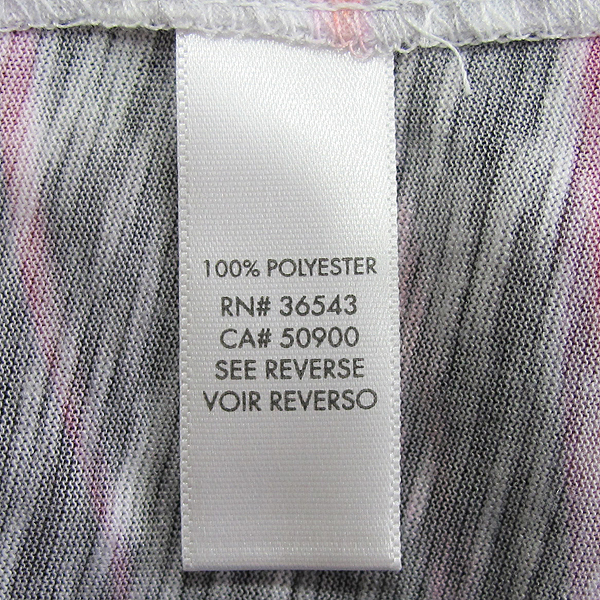 100% POLYESTER
RN# 36543
CA# 50900
SEE REVERSE
VOIR REVERSO